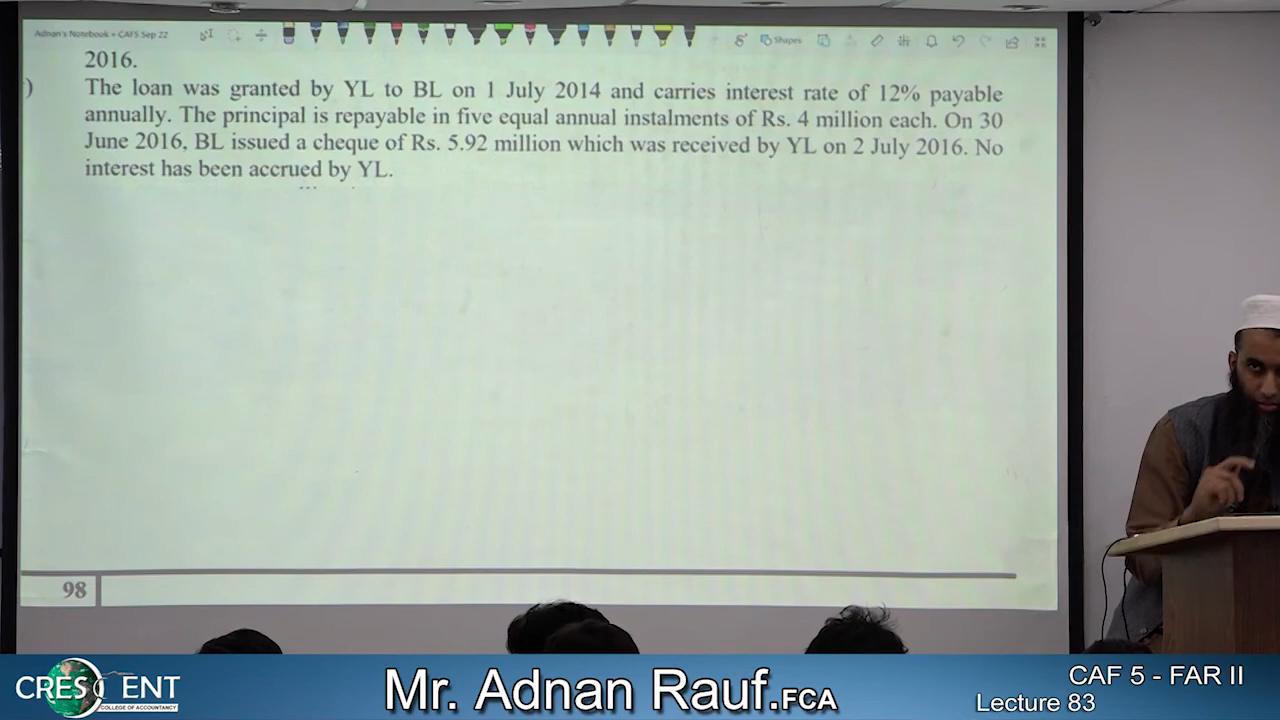 Adnan's Notebook » CAF5 Sep 22
Shapes
2016.
)
The loan was granted by YL to BL on 1 July 2014 and carries interest rate of 12% payable
annually. The principal is repayable in five equal annual instalments of Rs. 4 million each. On 30
June 2016, BL issued a cheque of Rs. 5.92 million which was received by YL on 2 July 2016. No
interest has been accrued by YL.
98
CRESCENT
COLLEGE OF ACCOUNTANCY
Mr. Adnan Rauf.FCA
CAF 5 - FAR II
Lecture 83